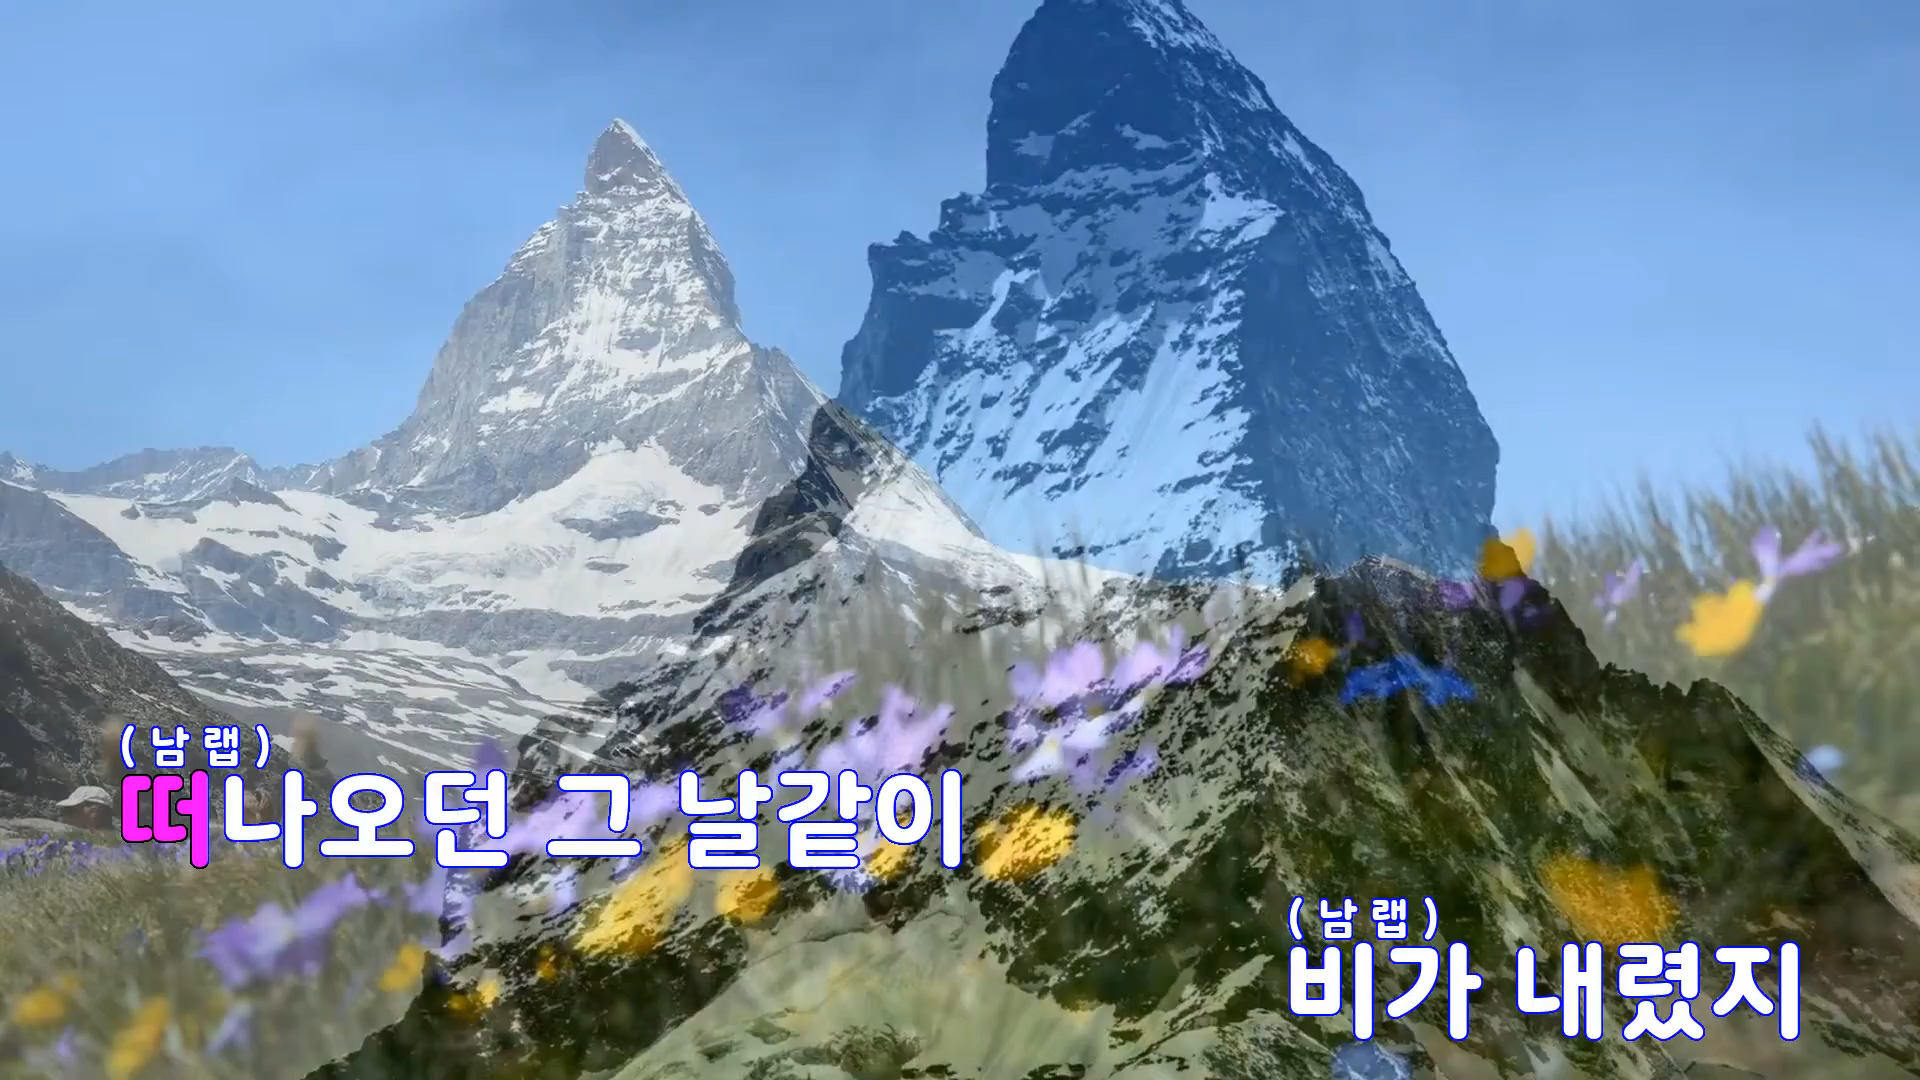 ( 남 랩 )
떠나오던 그 날같이
( 남 랩 )
비가 내렸지